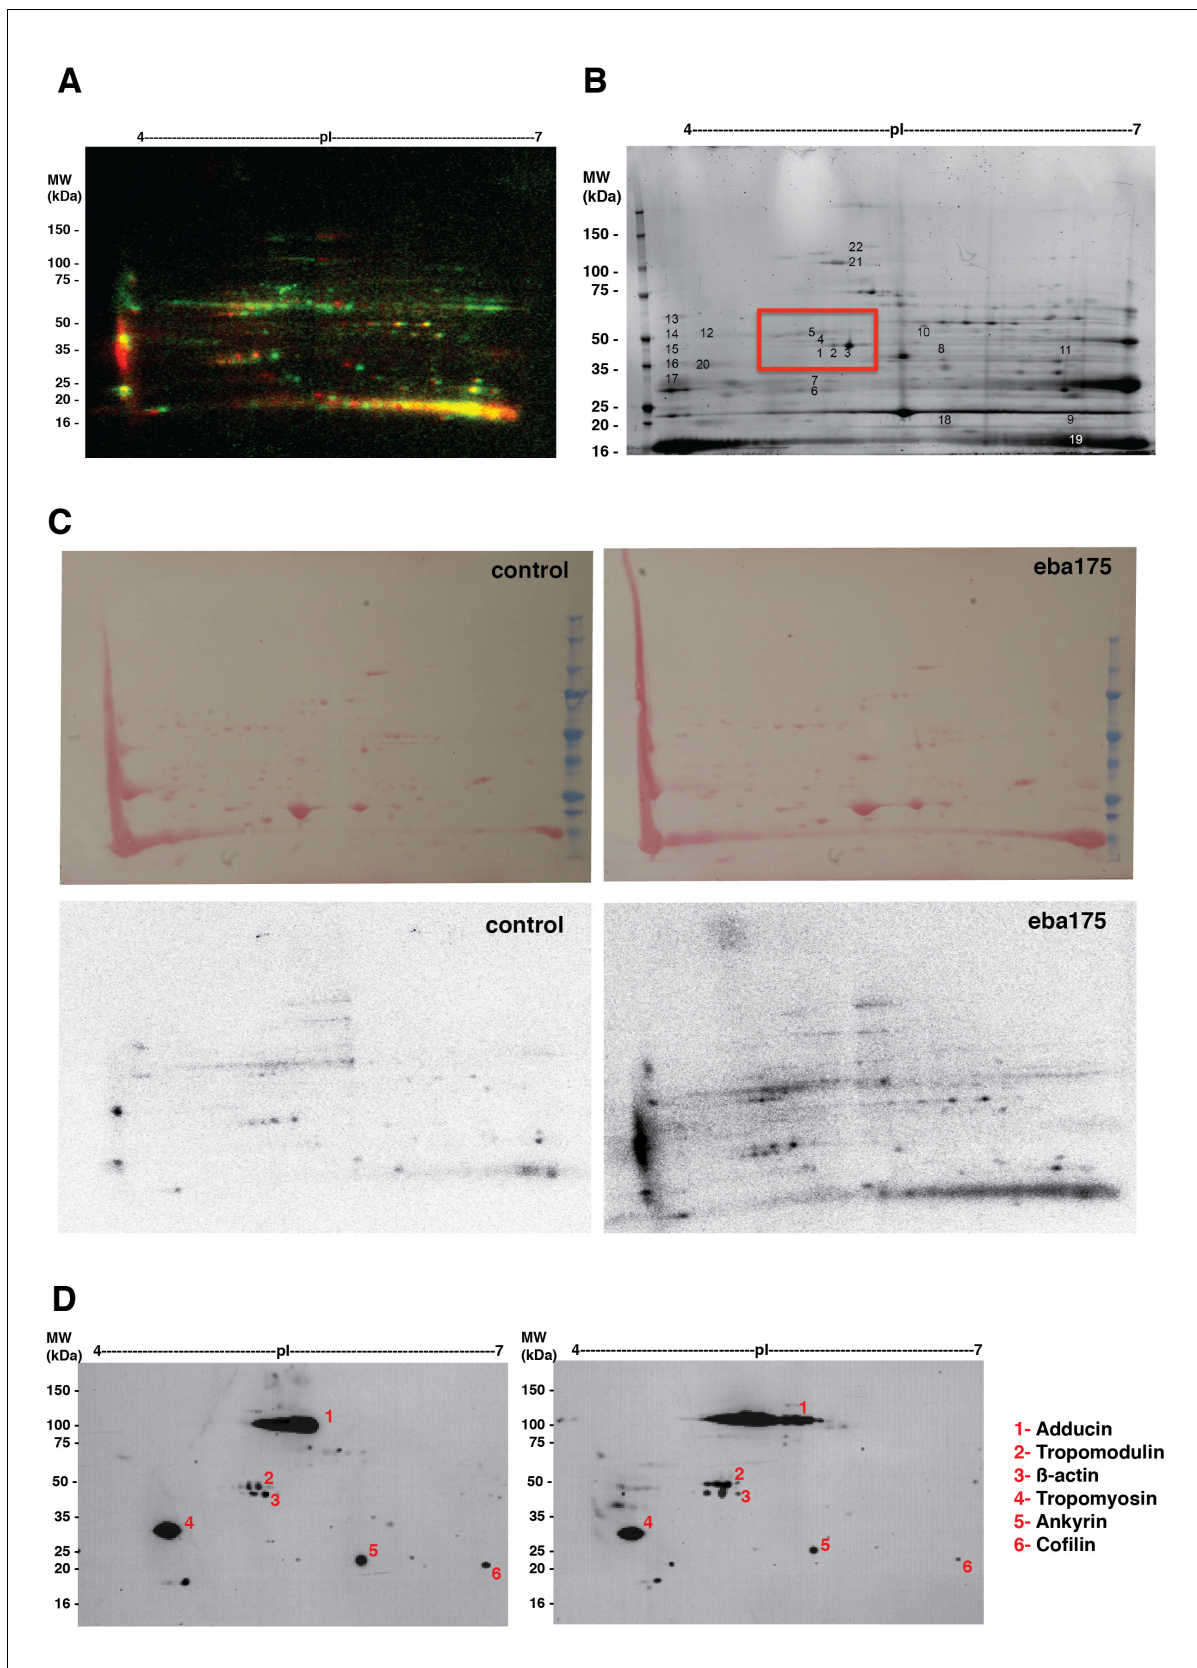 A
B
4---pI---7
4---pI---7
MW
(kDa)
150 -
100 -
75 -
50 -
35 -
25 -
20 -
16 -
MW
(kDa)
150 -
100 -
75 -
50 -
35 -
25 -
20 -
16 -
22
21
13
14 12 5 10
4
15 1 2 3 8 11
16 20
17 7
6
18 9
19
C
control
eba175
control
eba175
D
MW
(kDa)
4---pI---7
150 -
100 -
75 -
50 -
35 -
25 -
20 -
16 -
1
2
3
4
5
6
MW
(kDa)
4---pI---7
150 -
100 -
75 -
50 -
35 -
25 -
20 -
16 -
1
2
3
4
5
6
1- Adducin
2- Tropomodulin
3- ß-actin
4- Tropomyosin
5- Ankyrin
6- Cofilin